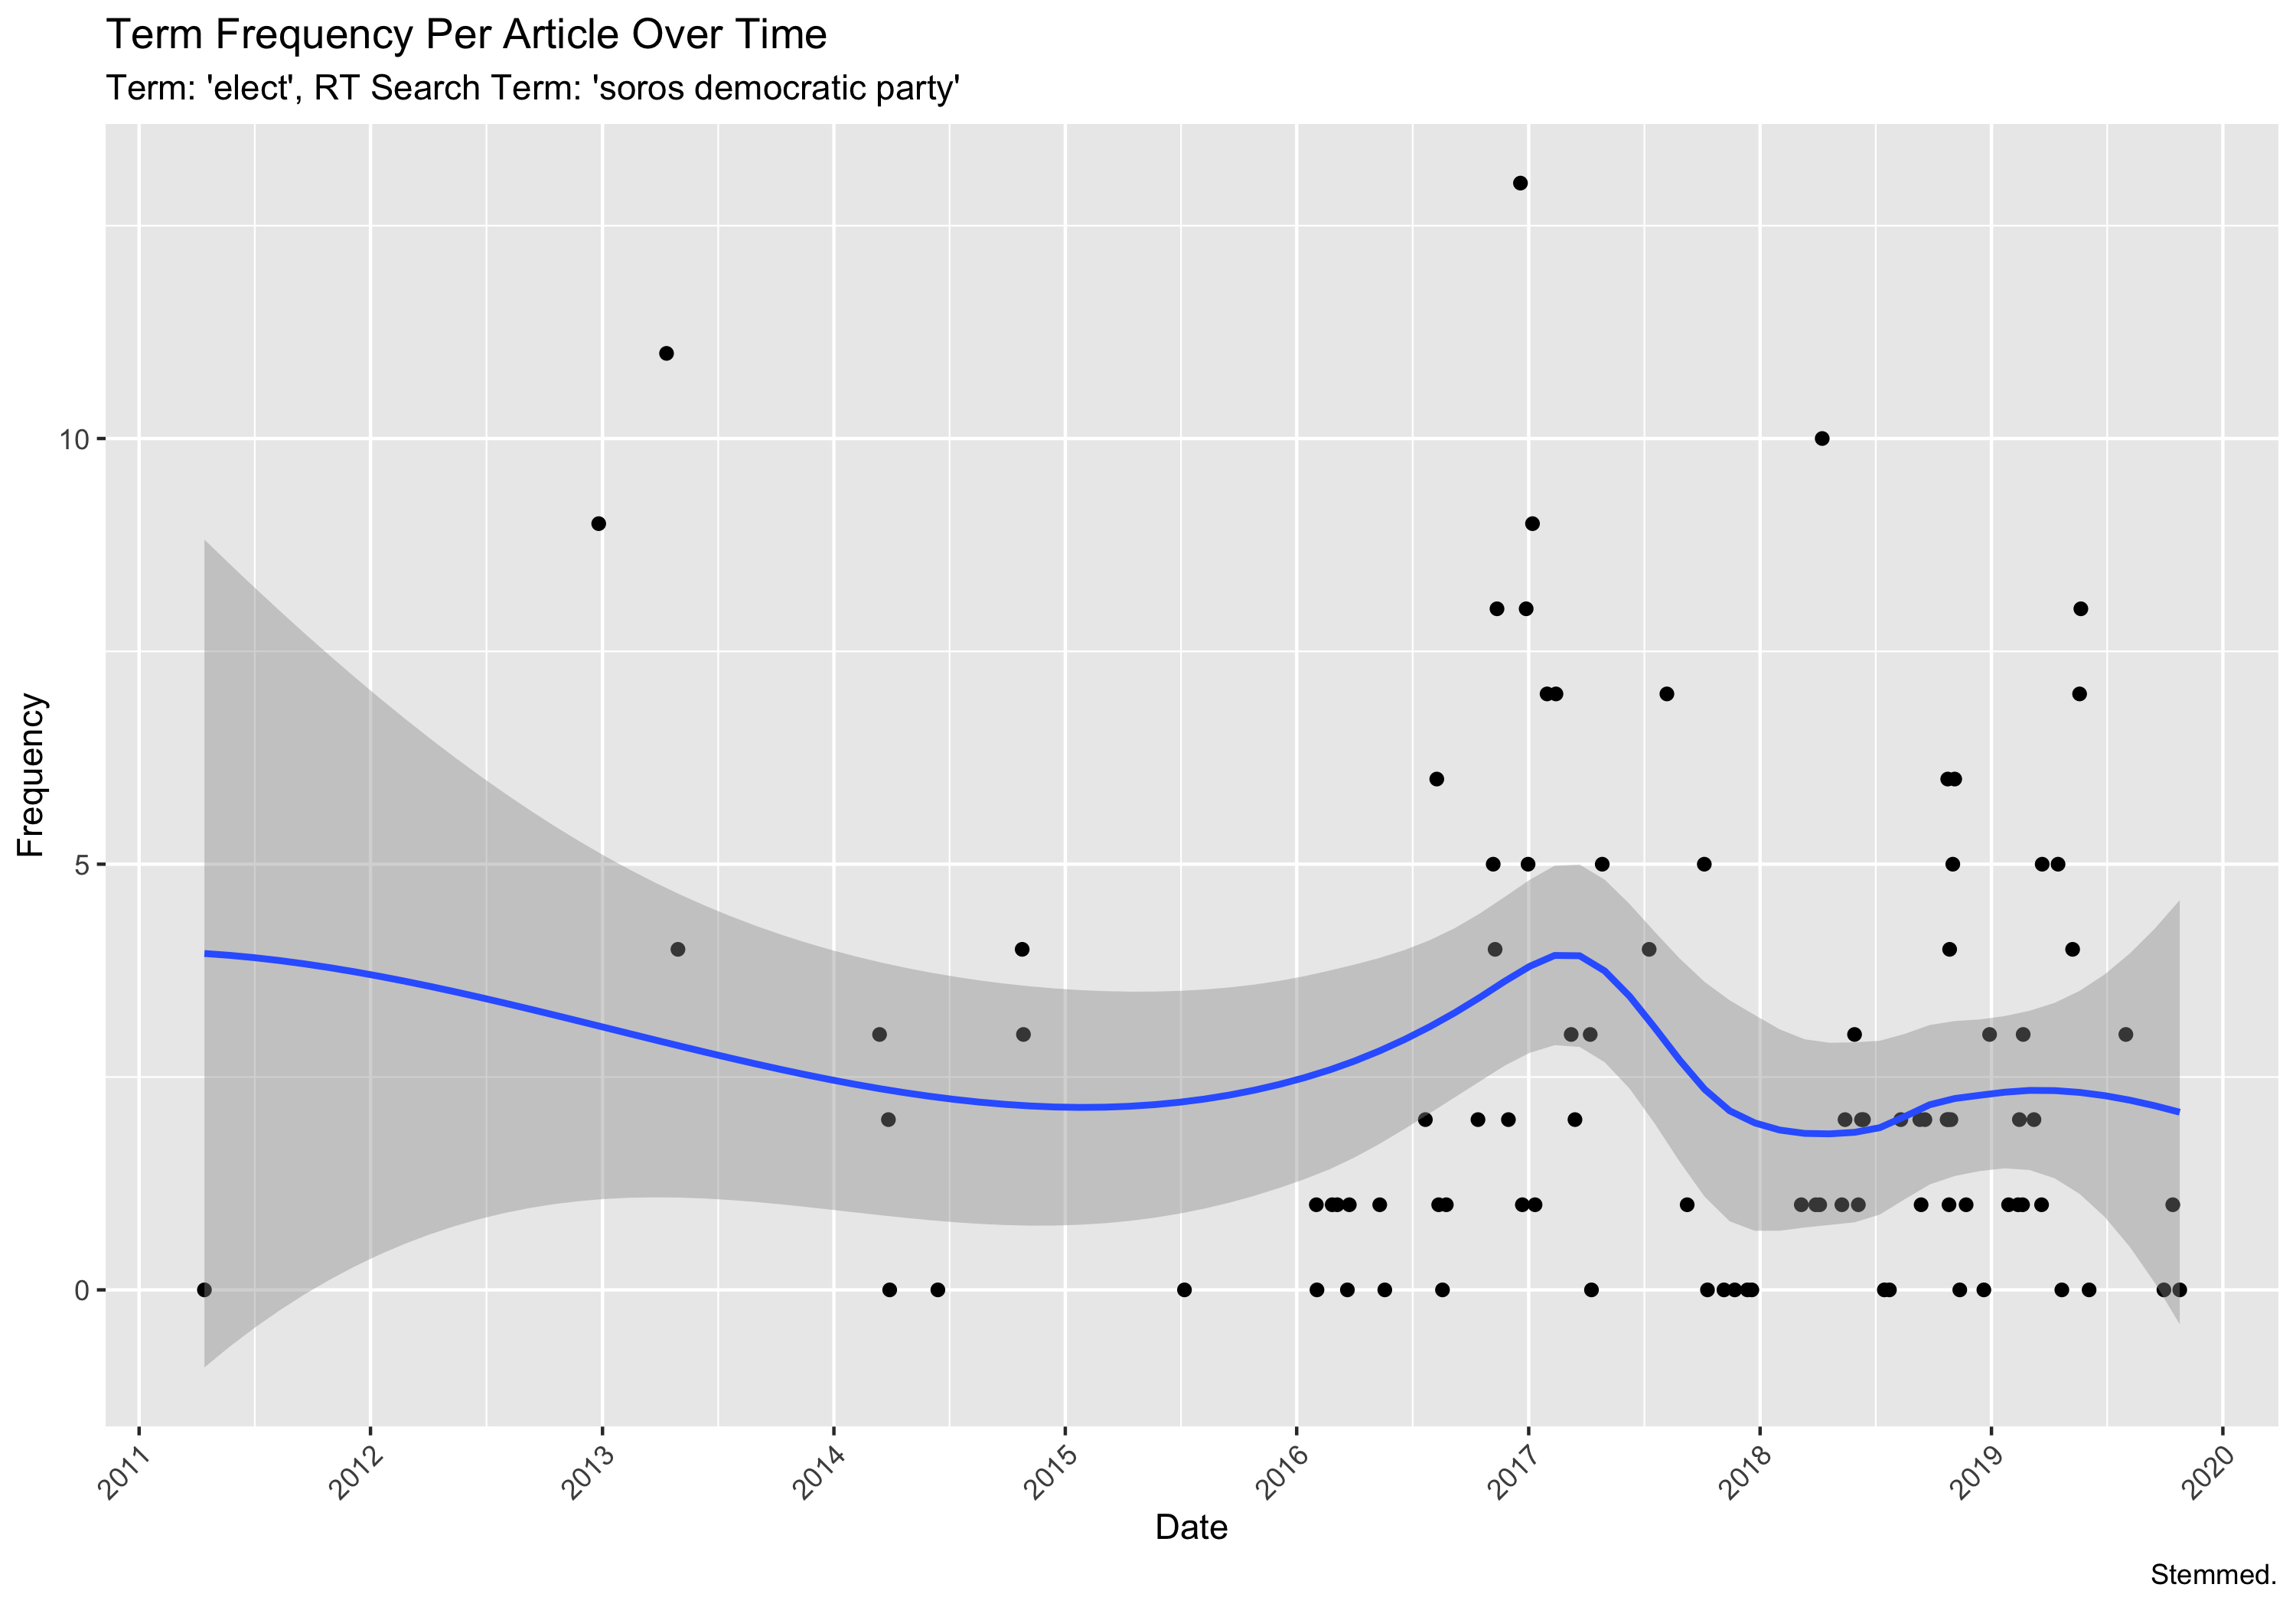 Term Frequency Per Article Over Time
Term: 'elect', RT Search Term: 'soros democratic party'
Frequency
10
5
0
2011
2012
2013
2014
2015
2016
2017
2018
2019
2020
Date
Stemmed.